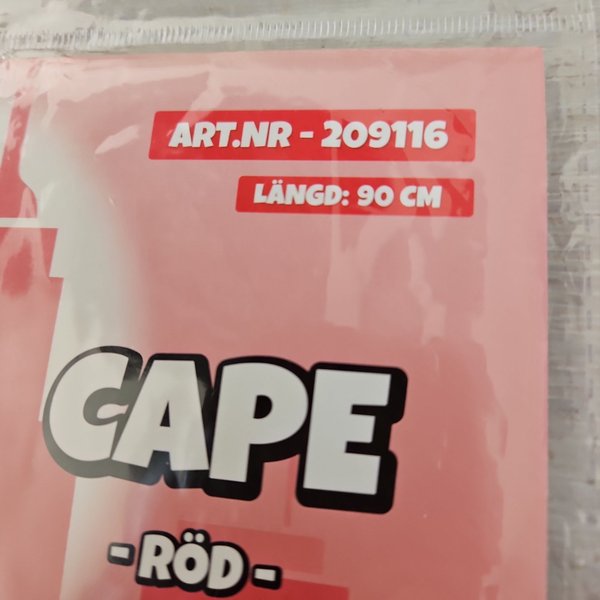 ART.NR - 209116
LÄNGD: 90 CM
CAPE
- RÖD -